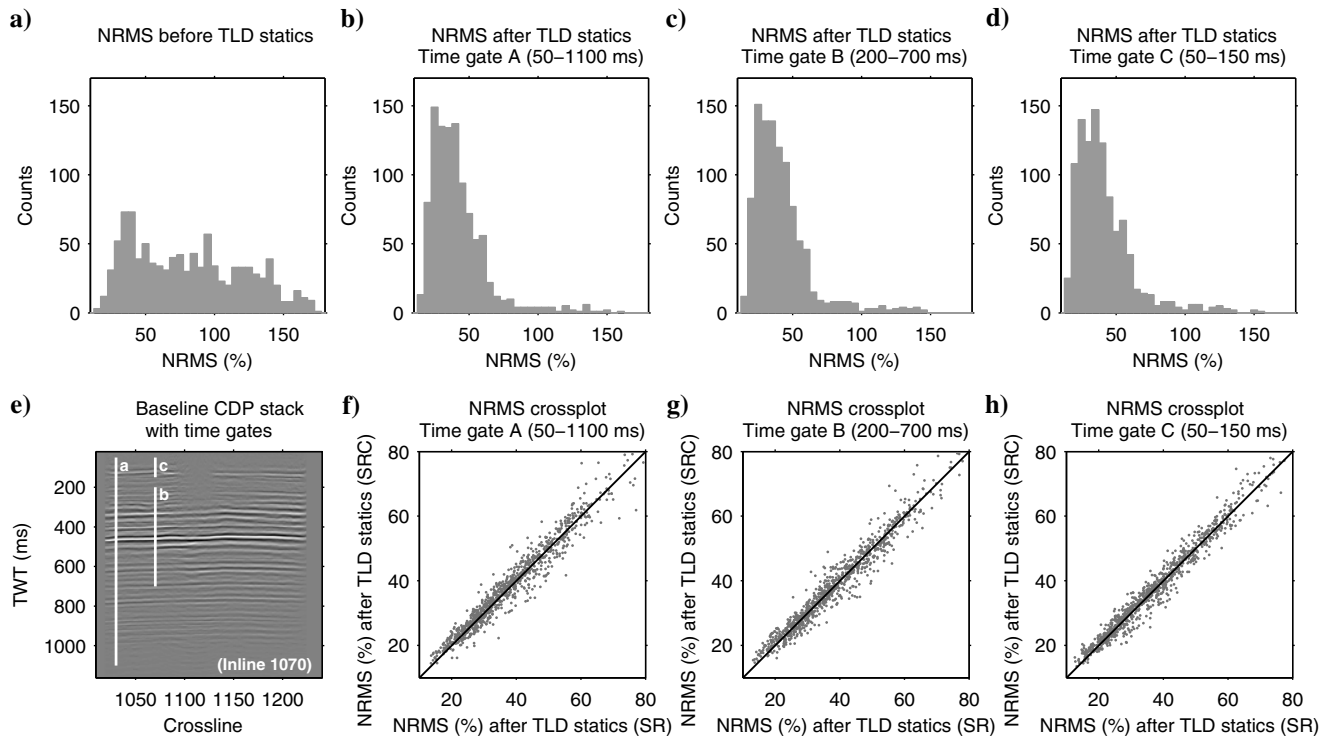 a)
NRMS before TLD statics
150
100
50
0
Counts
50 100 150
NRMS (%)
b)
NRMS after TLD statics
Time gate A (50–1100 ms)
150
100
50
0
Counts
50 100 150
NRMS (%)
c)
NRMS after TLD statics
Time gate B (200–700 ms)
150
100
50
0
Counts
50 100 150
NRMS (%)
d)
NRMS after TLD statics
Time gate C (50–150 ms)
150
100
50
0
Counts
50 100 150
NRMS (%)
e)
Baseline CDP stack
with time gates
a
c
b
200
400
600
800
1000
TWT (ms)
(Inline 1070)
1050 1100 1150 1200
Crossline
f)
NRMS crossplot
Time gate A (50–1100 ms)
80
60
40
20
NRMS (%) after TLD statics (SRC)
20 40 60 80
NRMS (%) after TLD statics (SR)
g)
NRMS crossplot
Time gate B (200–700 ms)
80
60
40
20
NRMS (%) after TLD statics (SRC)
20 40 60 80
NRMS (%) after TLD statics (SR)
h)
NRMS crossplot
Time gate C (50–150 ms)
80
60
40
20
NRMS (%) after TLD statics (SRC)
20 40 60 80
NRMS (%) after TLD statics (SR)